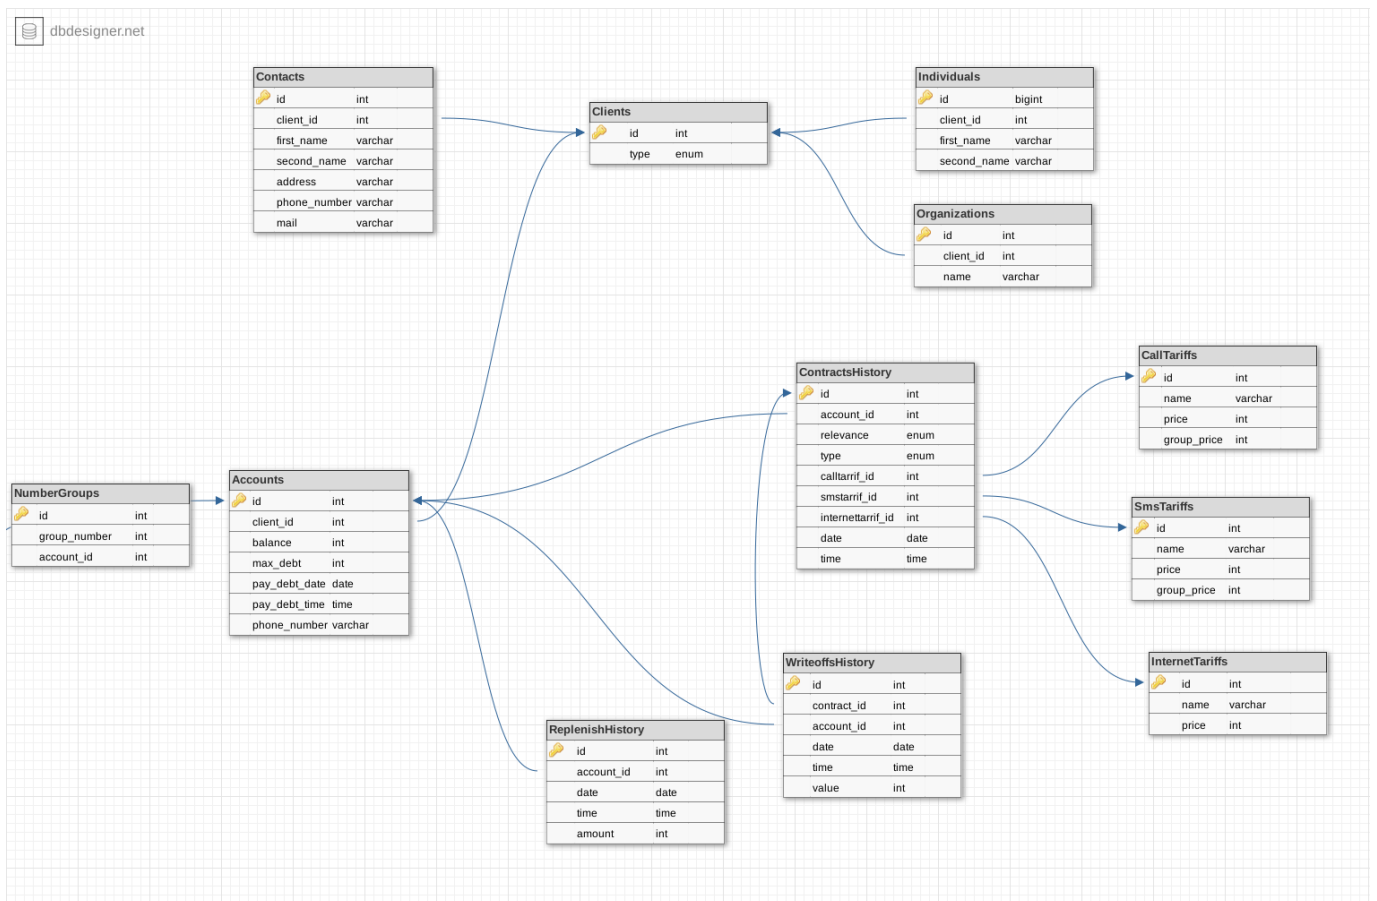 dbdesigner.net
Contacts
id int
client_id int
first_name varchar
second_name varchar
address varchar
phone_number varchar
mail varchar
Clients
id int
type enum
Individuals
id bigint
client_id int
first_name varchar
second_name varchar
Organizations
id int
client_id int
name varchar
ContractsHistory
id int
account_id int
relevance enum
type enum
calltarrif_id int
smstarrif_id int
internettarrif_id int
date date
time time
CallTariffs
id int
name varchar
price int
group_price int
NumberGroups
id int
group_number int
account_id int
Accounts
id int
client_id int
balance int
max_debt int
pay_debt_date date
pay_debt_time time
phone_number varchar
SmsTariffs
id int
name varchar
price int
group_price int
WriteoffsHistory
id int
contract_id int
account_id int
date date
time time
value int
InternetTariffs
id int
name varchar
price int
ReplenishHistory
id int
account_id int
date date
time time
amount int